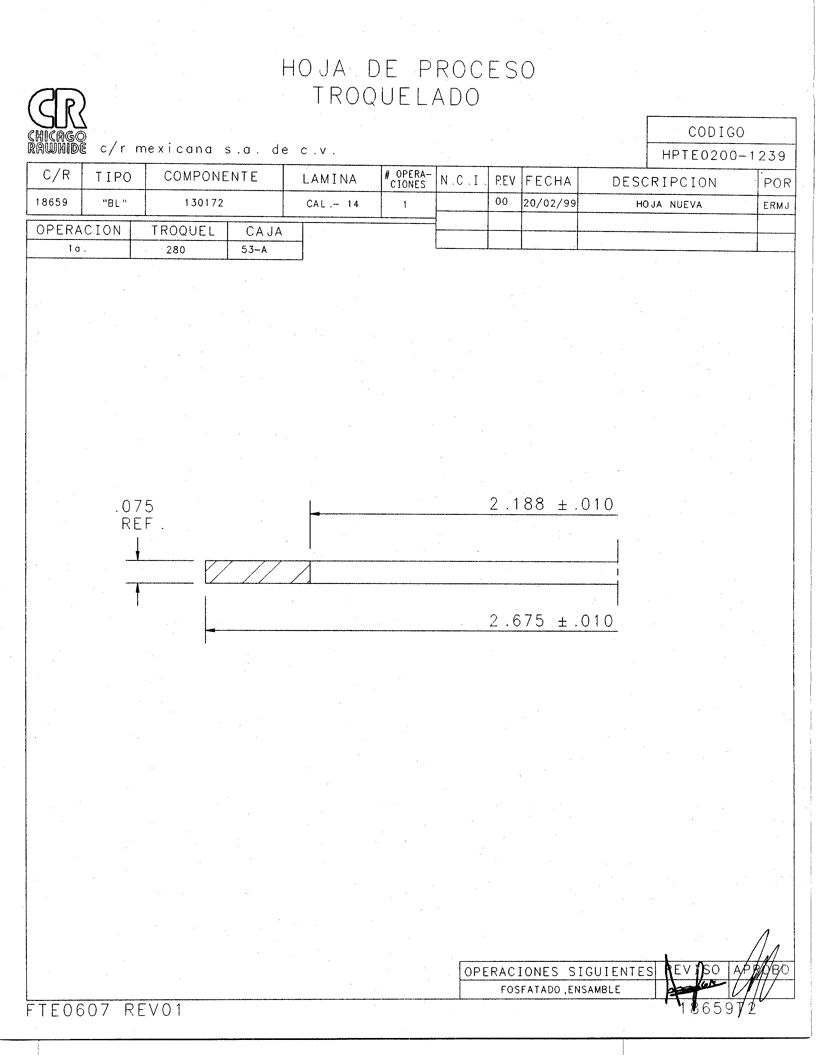 HOJA DE PROCESO
TROQUELADO
CR
CHICAGO
RAWHIDE
c/r mexicana s.a. de c.v.
CODIGO
HPTE0200-1239
C/R TIPO COMPONENTE LAMINA # OPERA-CIONES N.C.I. REV FECHA DESCRIPCION POR
18659 "BL" 130172 CAL.- 14 1 00 20/02/99 HOJA NUEVA ERMJ
OPERACION TROQUEL CAJA
1a. 280 53-A
.075
REF.
2.188 ±.010
2.675 ±.010
OPERACIONES SIGUIENTES REVISO APROBO
FOSFATADO,ENSAMBLE
FTE0607 REV01
18659T2